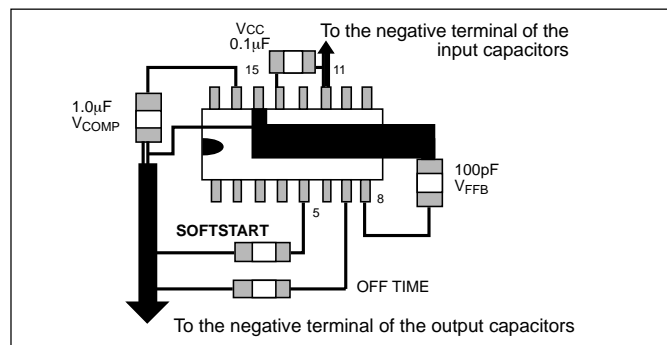 To the negative terminal of the
input capacitors
VCC
0.1µF
15
11
1.0µF
VCOMP
100pF
VFFB
5
8
SOFTSTART
OFF TIME
To the negative terminal of the output capacitors